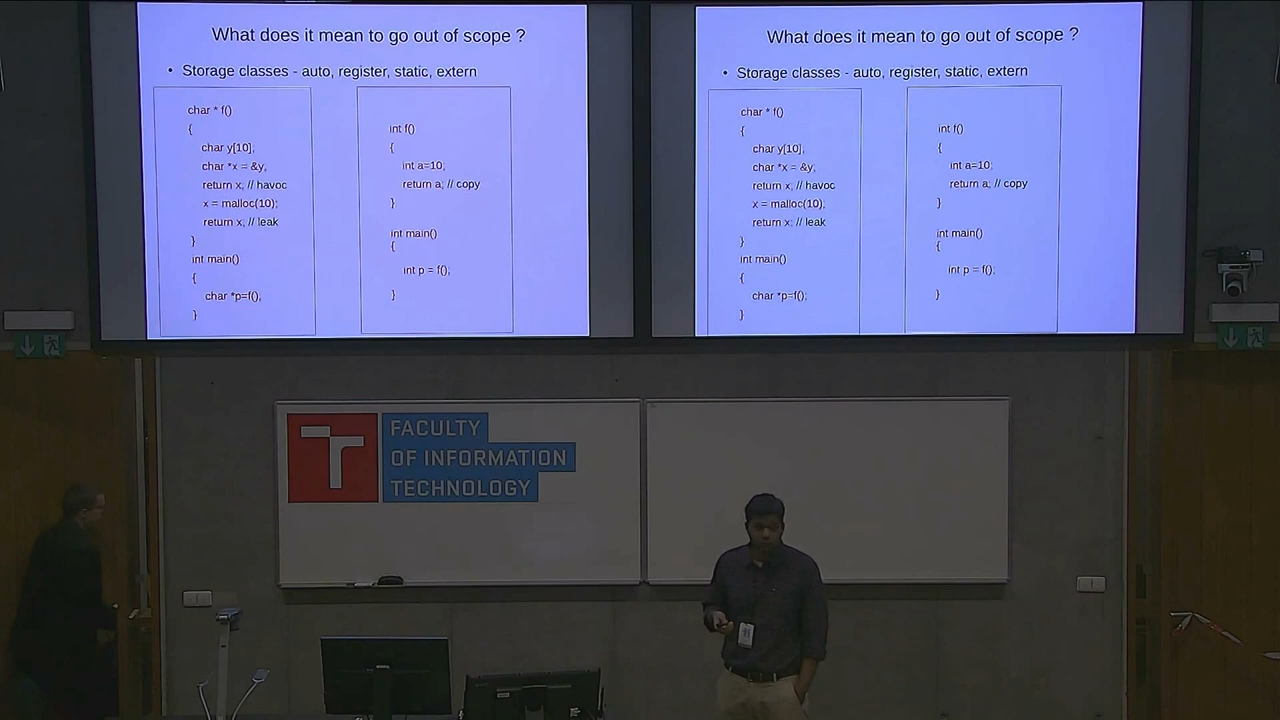 What does it mean to go out of scope ?
• Storage classes - auto, register, static, extern
char * f()
{
char y[10];
char *x = &y;
return x; // havoc
x = malloc(10);
return x; // leak
}
int main()
{
char *p=f();
}
int f()
{
int a=10;
return a; // copy
}
int main()
{
int p = f();
}
What does it mean to go out of scope ?
• Storage classes - auto, register, static, extern
char * f()
{
char y[10];
char *x = &y;
return x; // havoc
x = malloc(10);
return x; // leak
}
int main()
{
char *p=f();
}
int f()
{
int a=10;
return a; // copy
}
int main()
{
int p = f();
}
FACULTY
OF INFORMATION
TECHNOLOGY